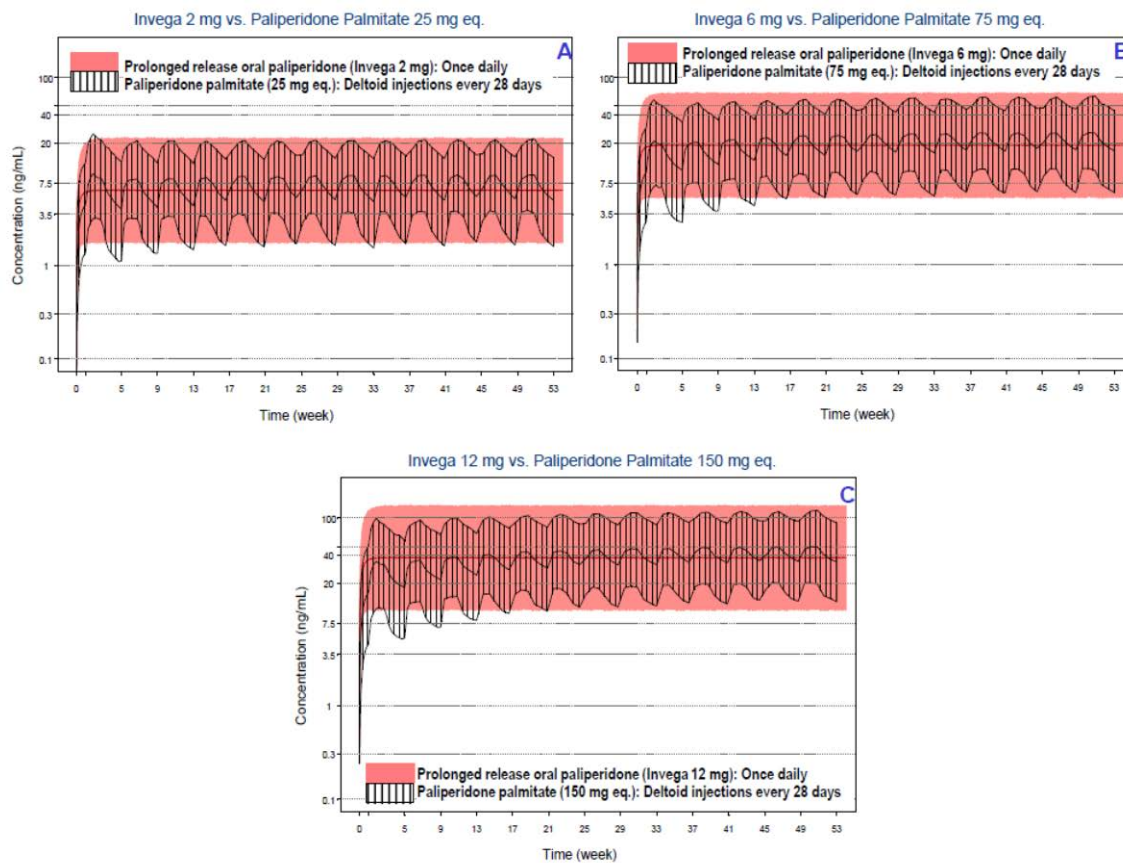 Invega 2 mg vs. Paliperidone Palmitate 25 mg eq.
A
Prolonged release oral paliperidone (Invega 2 mg): Once daily
Paliperidone palmitate (25 mg eq.): Deltoid injections every 28 days
Concentration (ng/mL)
100
40
20
7.5
3.5
1
0.3
0.1
0 5 9 13 17 21 25 29 33 37 41 45 49 53
Time (week)
Invega 6 mg vs. Paliperidone Palmitate 75 mg eq.
B
Prolonged release oral paliperidone (Invega 6 mg): Once daily
Paliperidone palmitate (75 mg eq.): Deltoid injections every 28 days
100
40
20
7.5
3.5
1
0.3
0.1
0 5 9 13 17 21 25 29 33 37 41 45 49 53
Time (week)
Invega 12 mg vs. Paliperidone Palmitate 150 mg eq.
C
Concentration (ng/mL)
100
40
20
7.5
3.5
1
0.3
0.1
Prolonged release oral paliperidone (Invega 12 mg): Once daily
Paliperidone palmitate (150 mg eq.): Deltoid injections every 28 days
0 5 9 13 17 21 25 29 33 37 41 45 49 53
Time (week)